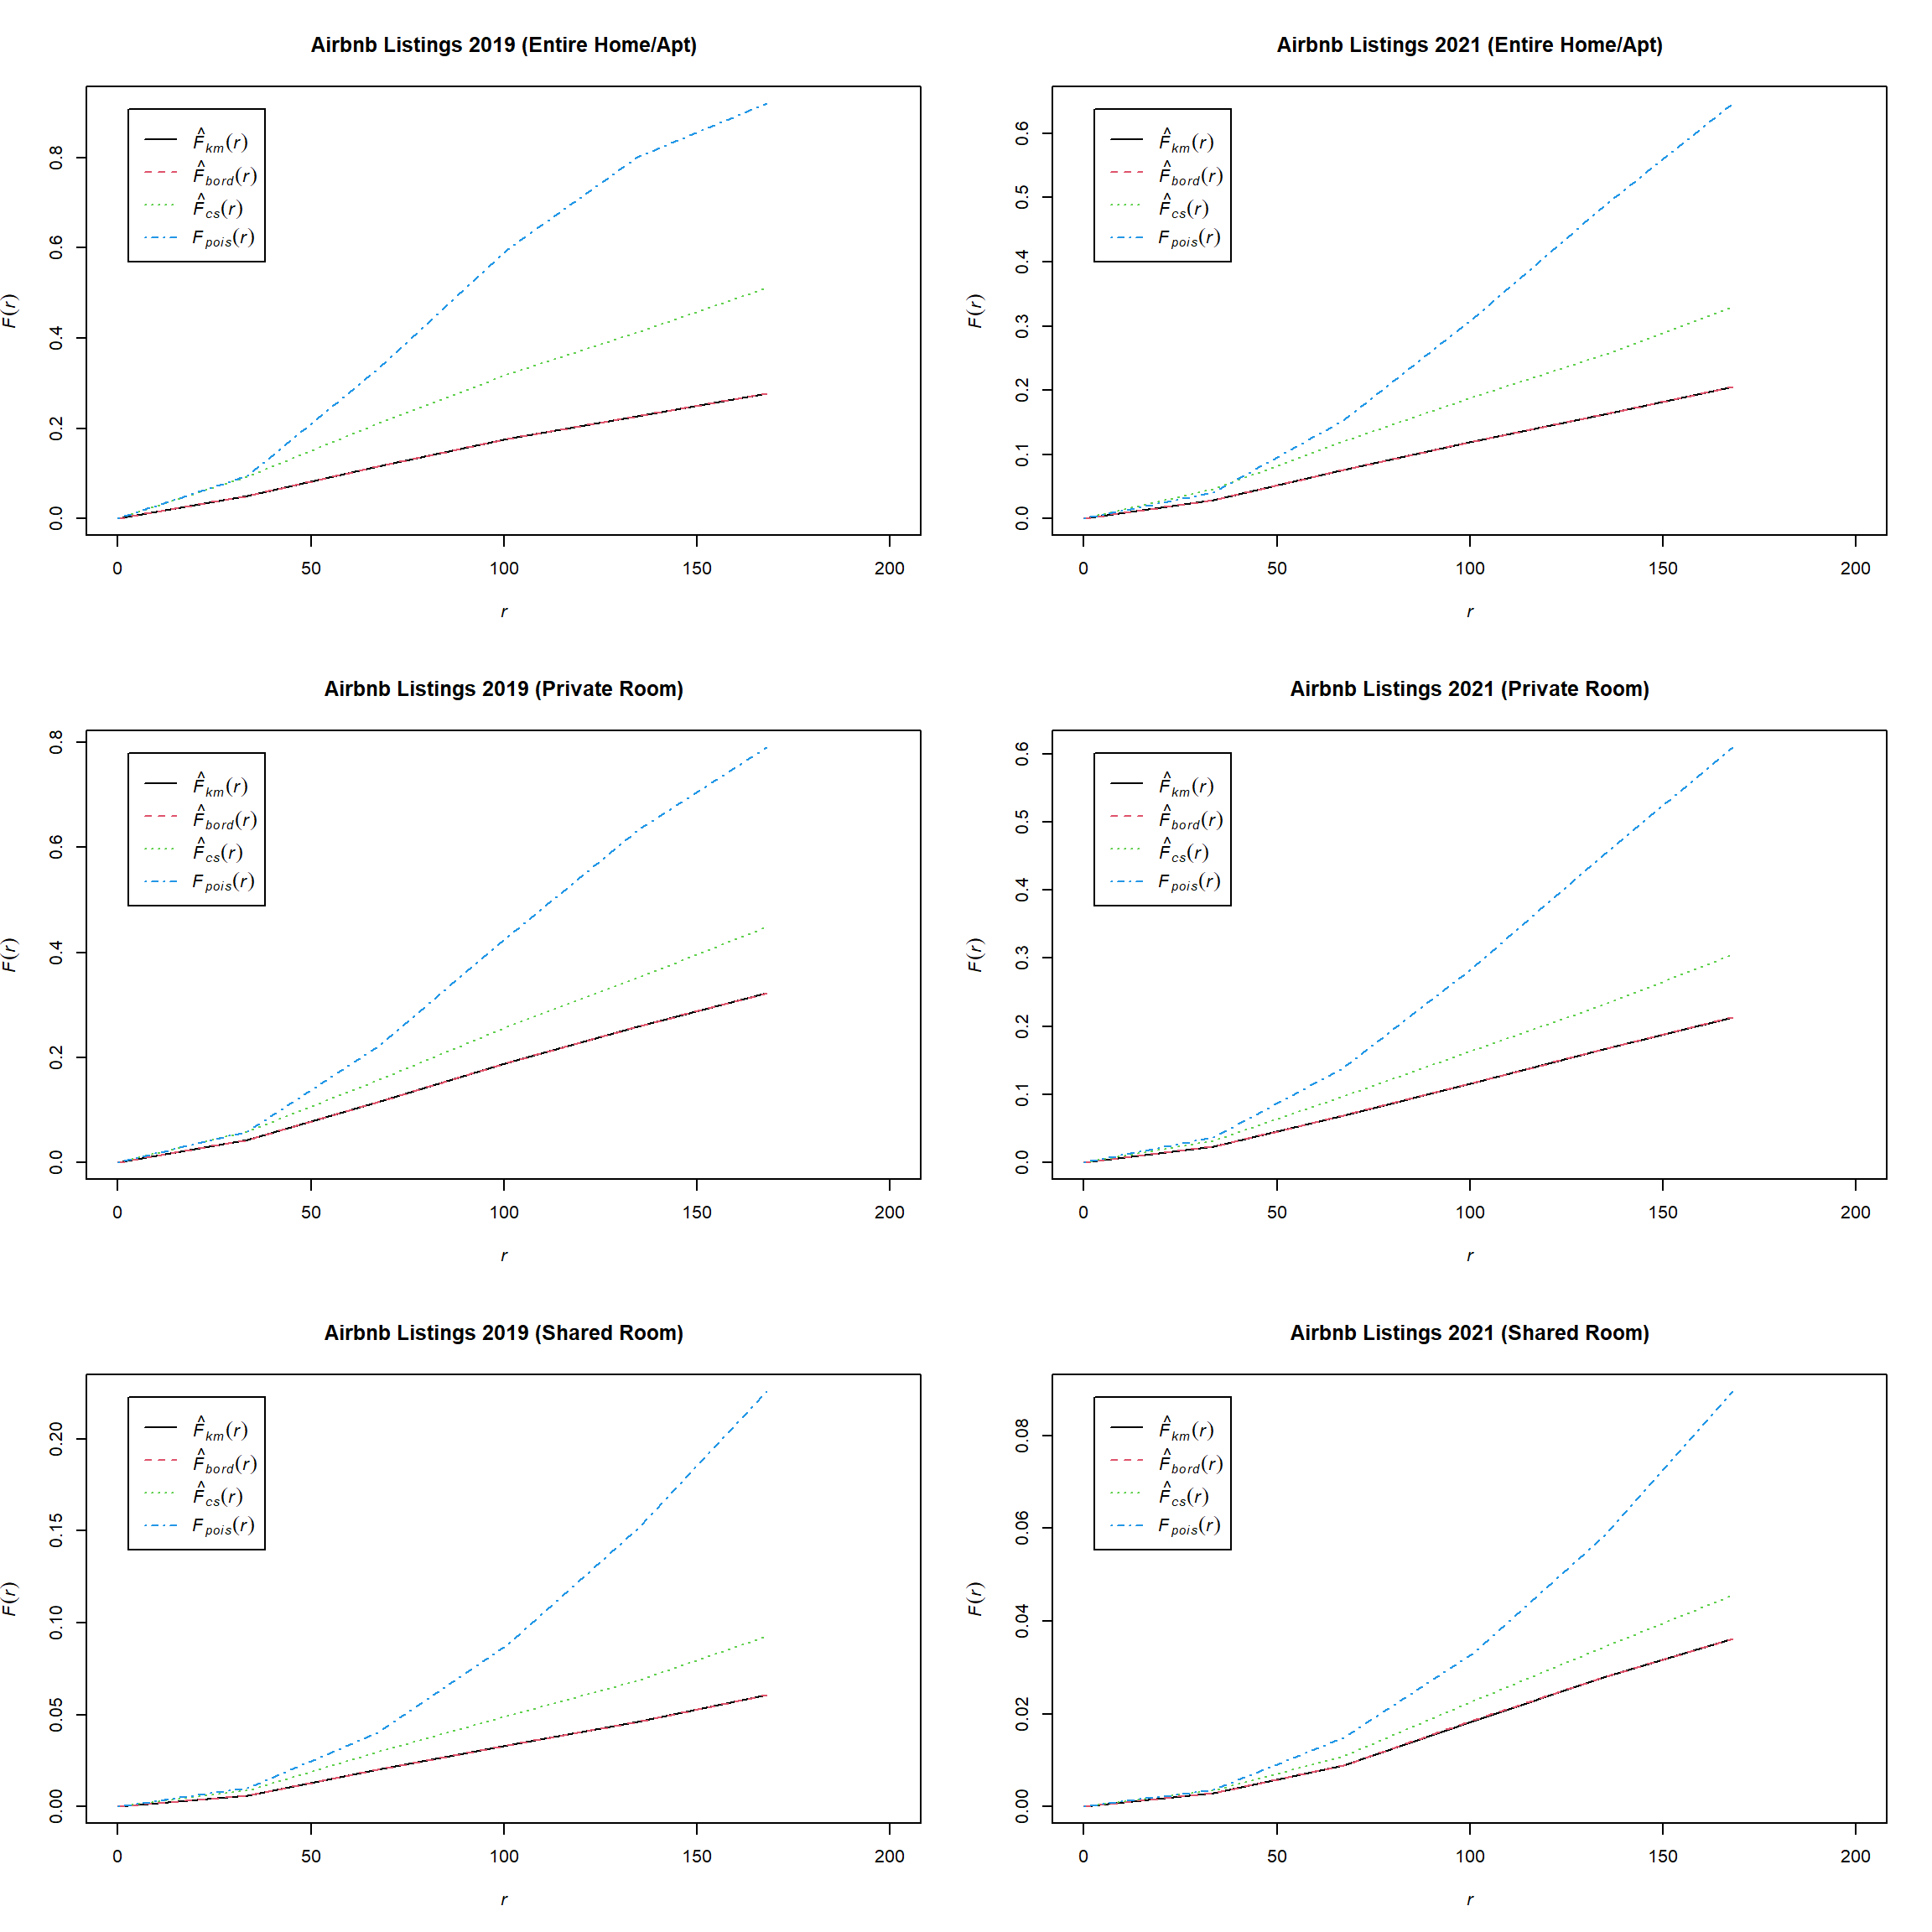 Airbnb Listings 2019 (Entire Home/Apt)
F(r)
0.0 0.2 0.4 0.6 0.8
F̂km(r)
F̂bord(r)
F̂cs(r)
Fpois(r)
0 50 100 150 200
r
Airbnb Listings 2021 (Entire Home/Apt)
F(r)
0.0 0.1 0.2 0.3 0.4 0.5 0.6
F̂km(r)
F̂bord(r)
F̂cs(r)
Fpois(r)
0 50 100 150 200
r
Airbnb Listings 2019 (Private Room)
F(r)
0.0 0.2 0.4 0.6 0.8
F̂km(r)
F̂bord(r)
F̂cs(r)
Fpois(r)
0 50 100 150 200
r
Airbnb Listings 2021 (Private Room)
F(r)
0.0 0.1 0.2 0.3 0.4 0.5 0.6
F̂km(r)
F̂bord(r)
F̂cs(r)
Fpois(r)
0 50 100 150 200
r
Airbnb Listings 2019 (Shared Room)
F(r)
0.00 0.05 0.10 0.15 0.20
F̂km(r)
F̂bord(r)
F̂cs(r)
Fpois(r)
0 50 100 150 200
r
Airbnb Listings 2021 (Shared Room)
F(r)
0.00 0.02 0.04 0.06 0.08
F̂km(r)
F̂bord(r)
F̂cs(r)
Fpois(r)
0 50 100 150 200
r